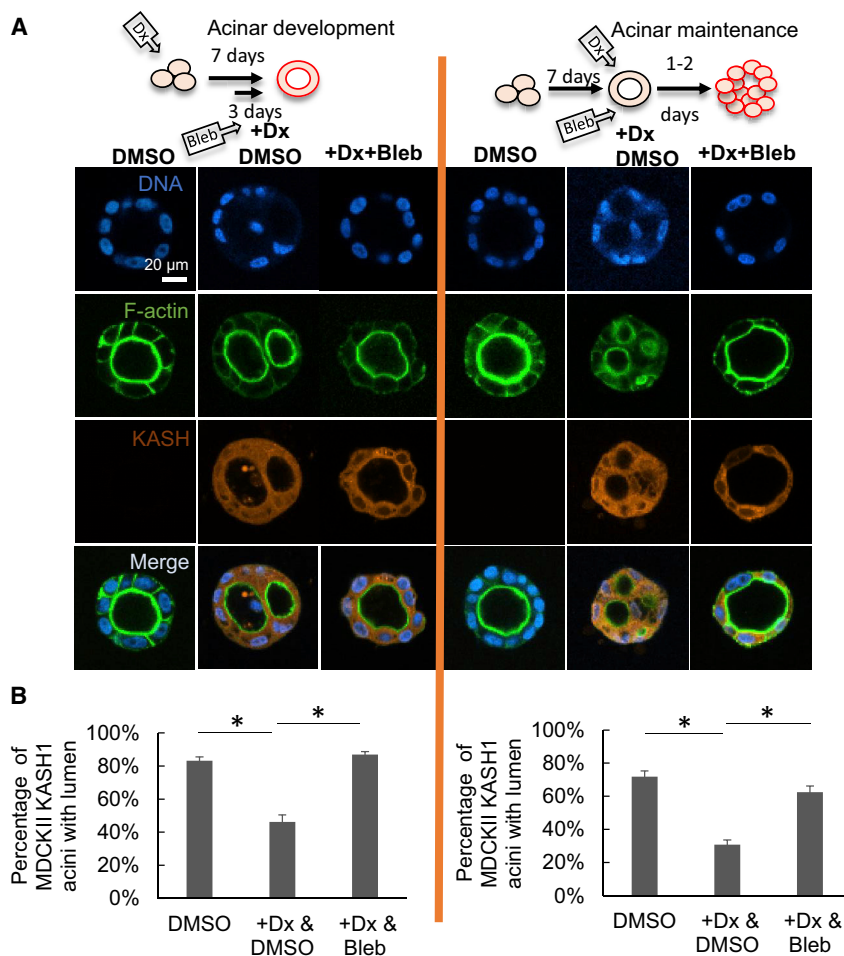 A
Acinar development
Dx
7 days
3 days
Bleb
DMSO
+Dx
DMSO
+Dx+Bleb
Acinar maintenance
Dx
7 days
1-2
days
Bleb
DMSO
+Dx
DMSO
+Dx+Bleb
DNA
20 µm
F-actin
KASH
Merge
B
Percentage of
MDCKII KASH1
acini with lumen
100%
80%
60%
40%
20%
0%
*
*
DMSO
+Dx &
DMSO
+Dx &
Bleb
Percentage of
MDCKII KASH1
acini with lumen
100%
80%
60%
40%
20%
0%
*
*
DMSO
+Dx &
DMSO
+Dx &
Bleb